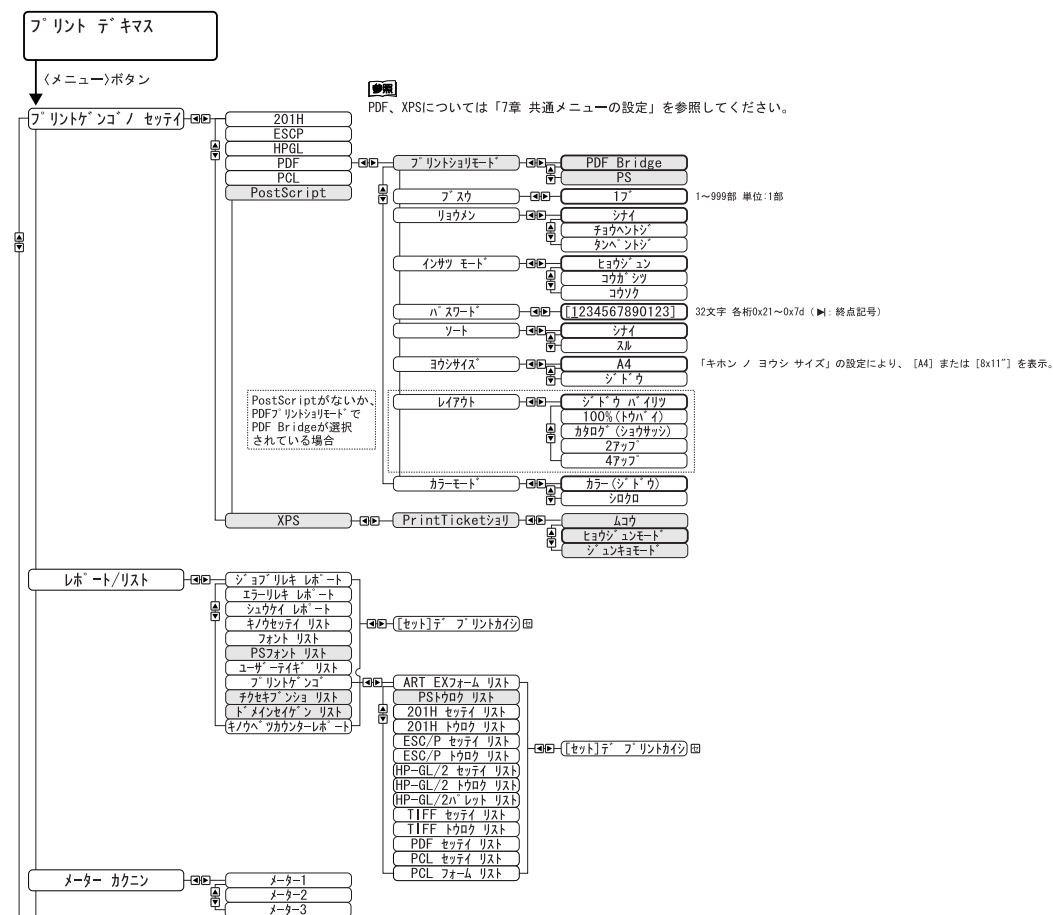 プリント デキマス
〈メニュー〉ボタン
参照
PDF、XPSについては「7章 共通メニューの設定」を参照してください。
プリントゲンゴノ セッテイ
201H
ESCP
HPGL
PDF
PCL
PostScript
プリントショリモード
PDF Bridge
PS
ブスウ
1ブ
1～999部 単位:1部
リョウメン
シナイ
チョウヘントジ
タンペントジ
インサツ モード
ヒョウジュン
コウガシツ
コウソク
パスワード
[1234567890123]
32文字 各桁0x21～0x7d (▶|: 終点記号)
ソート
シナイ
スル
ヨウシサイズ
A4
ジドウ
「キホン ノ ヨウシ サイズ」の設定により、 [A4] または [8x11"] を表示。
PostScriptがないか、
PDFプリントショリモードで
PDF Bridgeが選択
されている場合
レイアウト
ジドウ バイリツ
100%(トウバイ)
カタログ(ショウサッシ)
2アップ
4アップ
カラーモード
カラー(ジドウ)
シロクロ
XPS
PrintTicketショリ
ムコウ
ヒョウジュンモード
ジュンキョモード
レポート/リスト
ジョブリレキ レポート
エラーリレキ レポート
シュウケイ レポート
キノウセッテイ リスト
フォント リスト
PSフォント リスト
ユーザーテイギ リスト
プリントゲンゴ
チクセキブンショ リスト
ドメインセイゲン リスト
キノウベツカウンターレポート
[セット]デ プリントカイシ
ART EXフォーム リスト
PSトウロク リスト
201H セッテイ リスト
201H トウロク リスト
ESC/P セッテイ リスト
ESC/P トウロク リスト
HP-GL/2 セッテイ リスト
HP-GL/2 トウロク リスト
HP-GL/2パレット リスト
TIFF セッテイ リスト
TIFF トウロク リスト
PDF セッテイ リスト
PCL セッテイ リスト
PCL フォーム リスト
[セット]デ プリントカイシ
メーター カクニン
メーター1
メーター2
メーター3